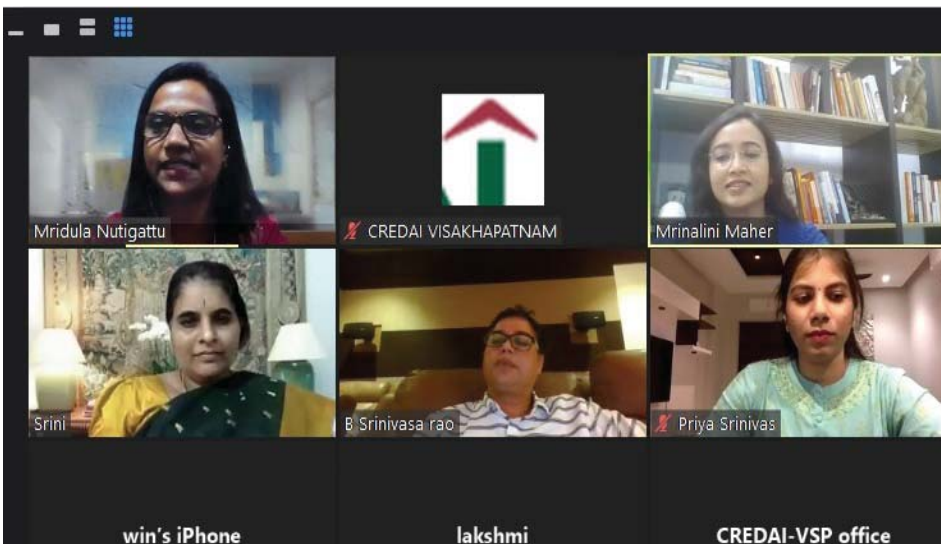 Mridula Nutigattu
CREDAI VISAKHAPATNAM
Mrinalini Maher
Srini
B Srinivasa rao
Priya Srinivas
win's iPhone
lakshmi
CREDAI-VSP office